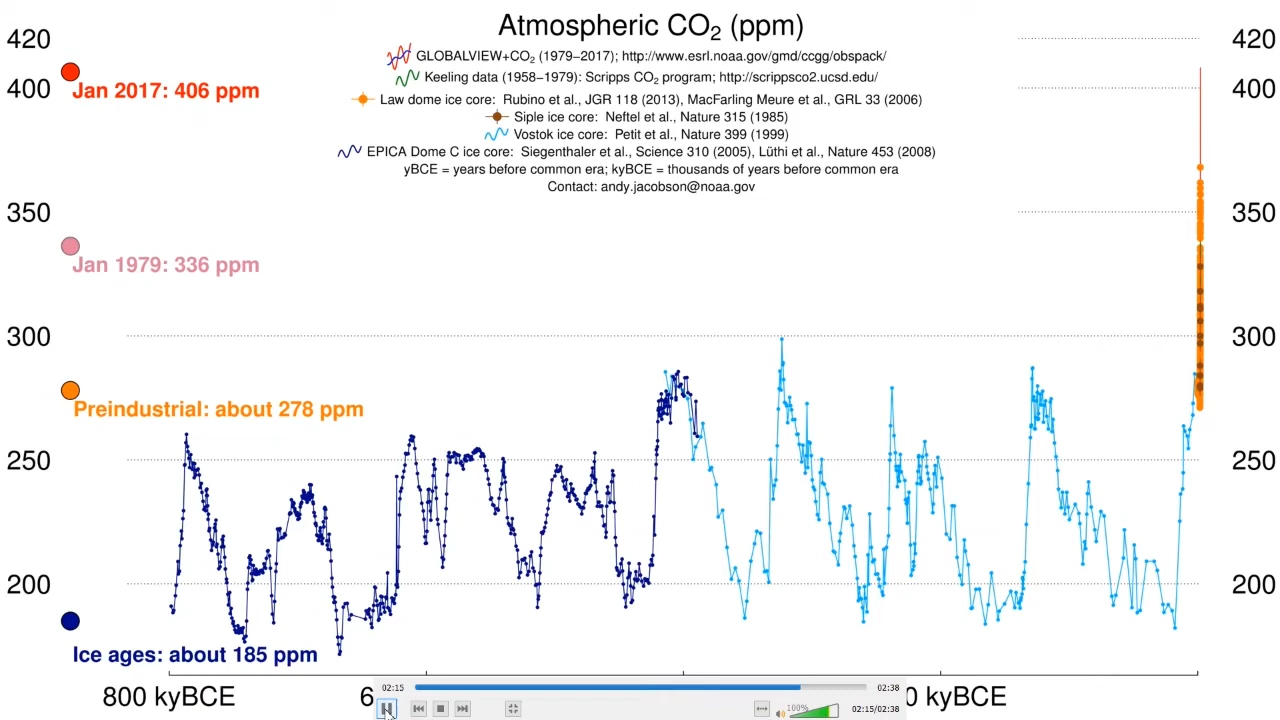 Atmospheric CO₂ (ppm)
GLOBALVIEW+CO₂ (1979−2017); http://www.esrl.noaa.gov/gmd/ccgg/obspack/
Keeling data (1958−1979): Scripps CO₂ program; http://scrippsco2.ucsd.edu/
Law dome ice core: Rubino et al., JGR 118 (2013), MacFarling Meure et al., GRL 33 (2006)
Siple ice core: Neftel et al., Nature 315 (1985)
Vostok ice core: Petit et al., Nature 399 (1999)
EPICA Dome C ice core: Siegenthaler et al., Science 310 (2005), Lüthi et al., Nature 453 (2008)
yBCE = years before common era; kyBCE = thousands of years before common era
Contact: andy.jacobson@noaa.gov
420
400
350
300
250
200
Jan 2017: 406 ppm
Jan 1979: 336 ppm
Preindustrial: about 278 ppm
Ice ages: about 185 ppm
420
400
350
300
250
200
800 kyBCE
6
0 kyBCE
02:15
02:38
100%
02:15/02:38